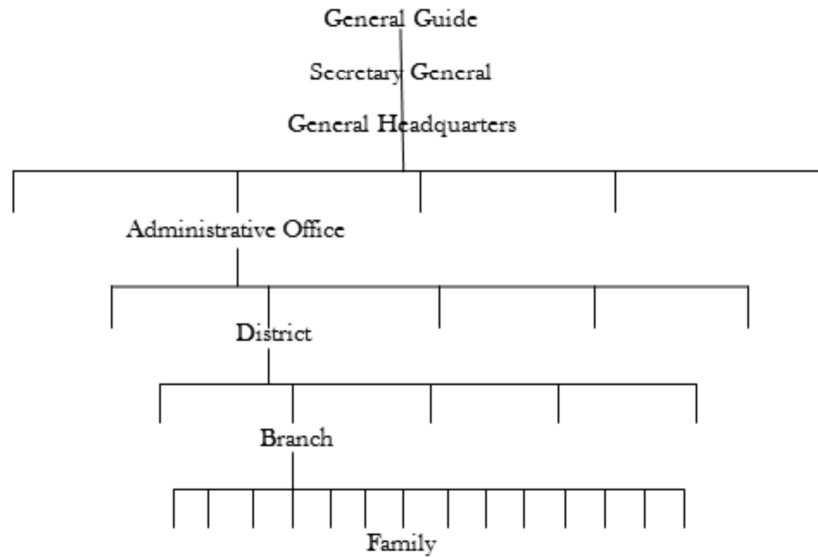 General Guide
Secretary General
General Headquarters
Administrative Office
District
Branch
Family